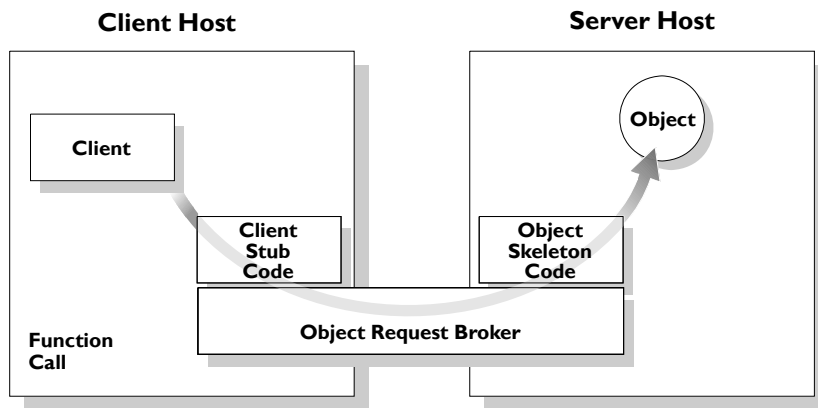 Client Host
Server Host
Client
Object
Client
Stub
Code
Object
Skeleton
Code
Object Request Broker
Function
Call